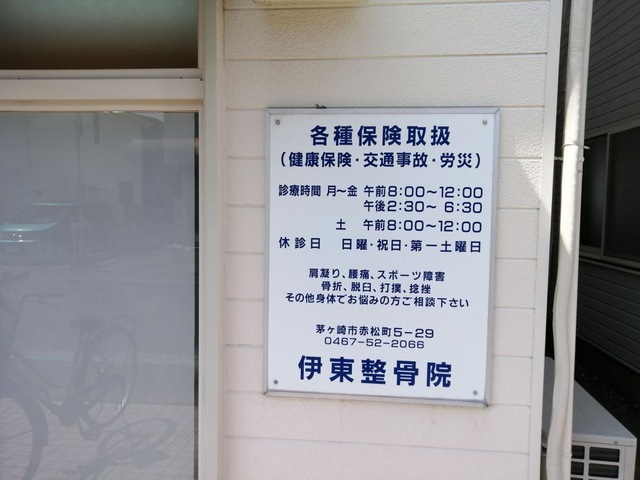 各種保険取扱
(健康保険・交通事故・労災)
診療時間 月〜金 午前8:00〜12:00
午後2:30〜 6:30
土 午前8:00〜12:00
休診日 日曜・祝日・第一土曜日
肩凝り、腰痛、スポーツ障害
骨折、脱臼、打撲、捻挫
その他身体でお悩みの方ご相談下さい
茅ヶ崎市赤松町5-29
0467-52-2066
伊東整骨院